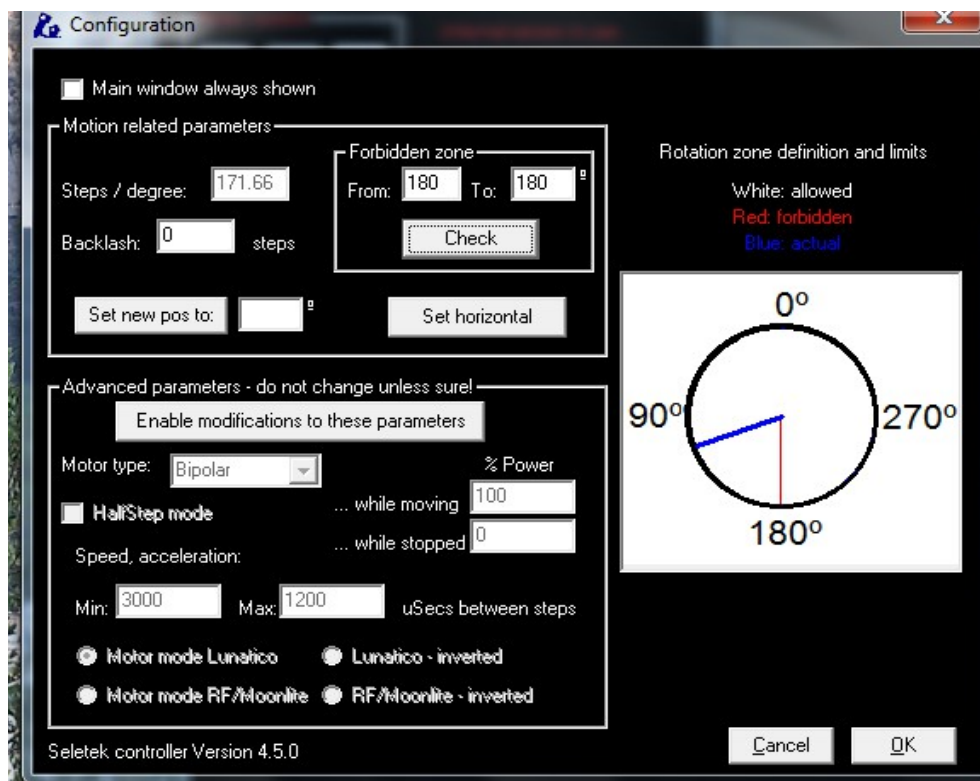 Configuration
Main window always shown
Motion related parameters
Steps / degree: 171.66
Backlash: 0 steps
Forbidden zone
From: 180 To: 180 º
Check
Set new pos to: º
Set horizontal
Advanced parameters - do not change unless sure!
Enable modifications to these parameters
Motor type: Bipolar
% Power
HalfStep mode
... while moving 100
... while stopped 0
Speed, acceleration:
Min: 3000 Max: 1200 uSecs between steps
Motor mode Lunatico Lunatico - inverted
Motor mode RF/Moonlite RF/Moonlite - inverted
Seletek controller Version 4.5.0
Rotation zone definition and limits
White: allowed
Red: forbidden
Blue: actual
0º
90º
270º
180º
Cancel
OK